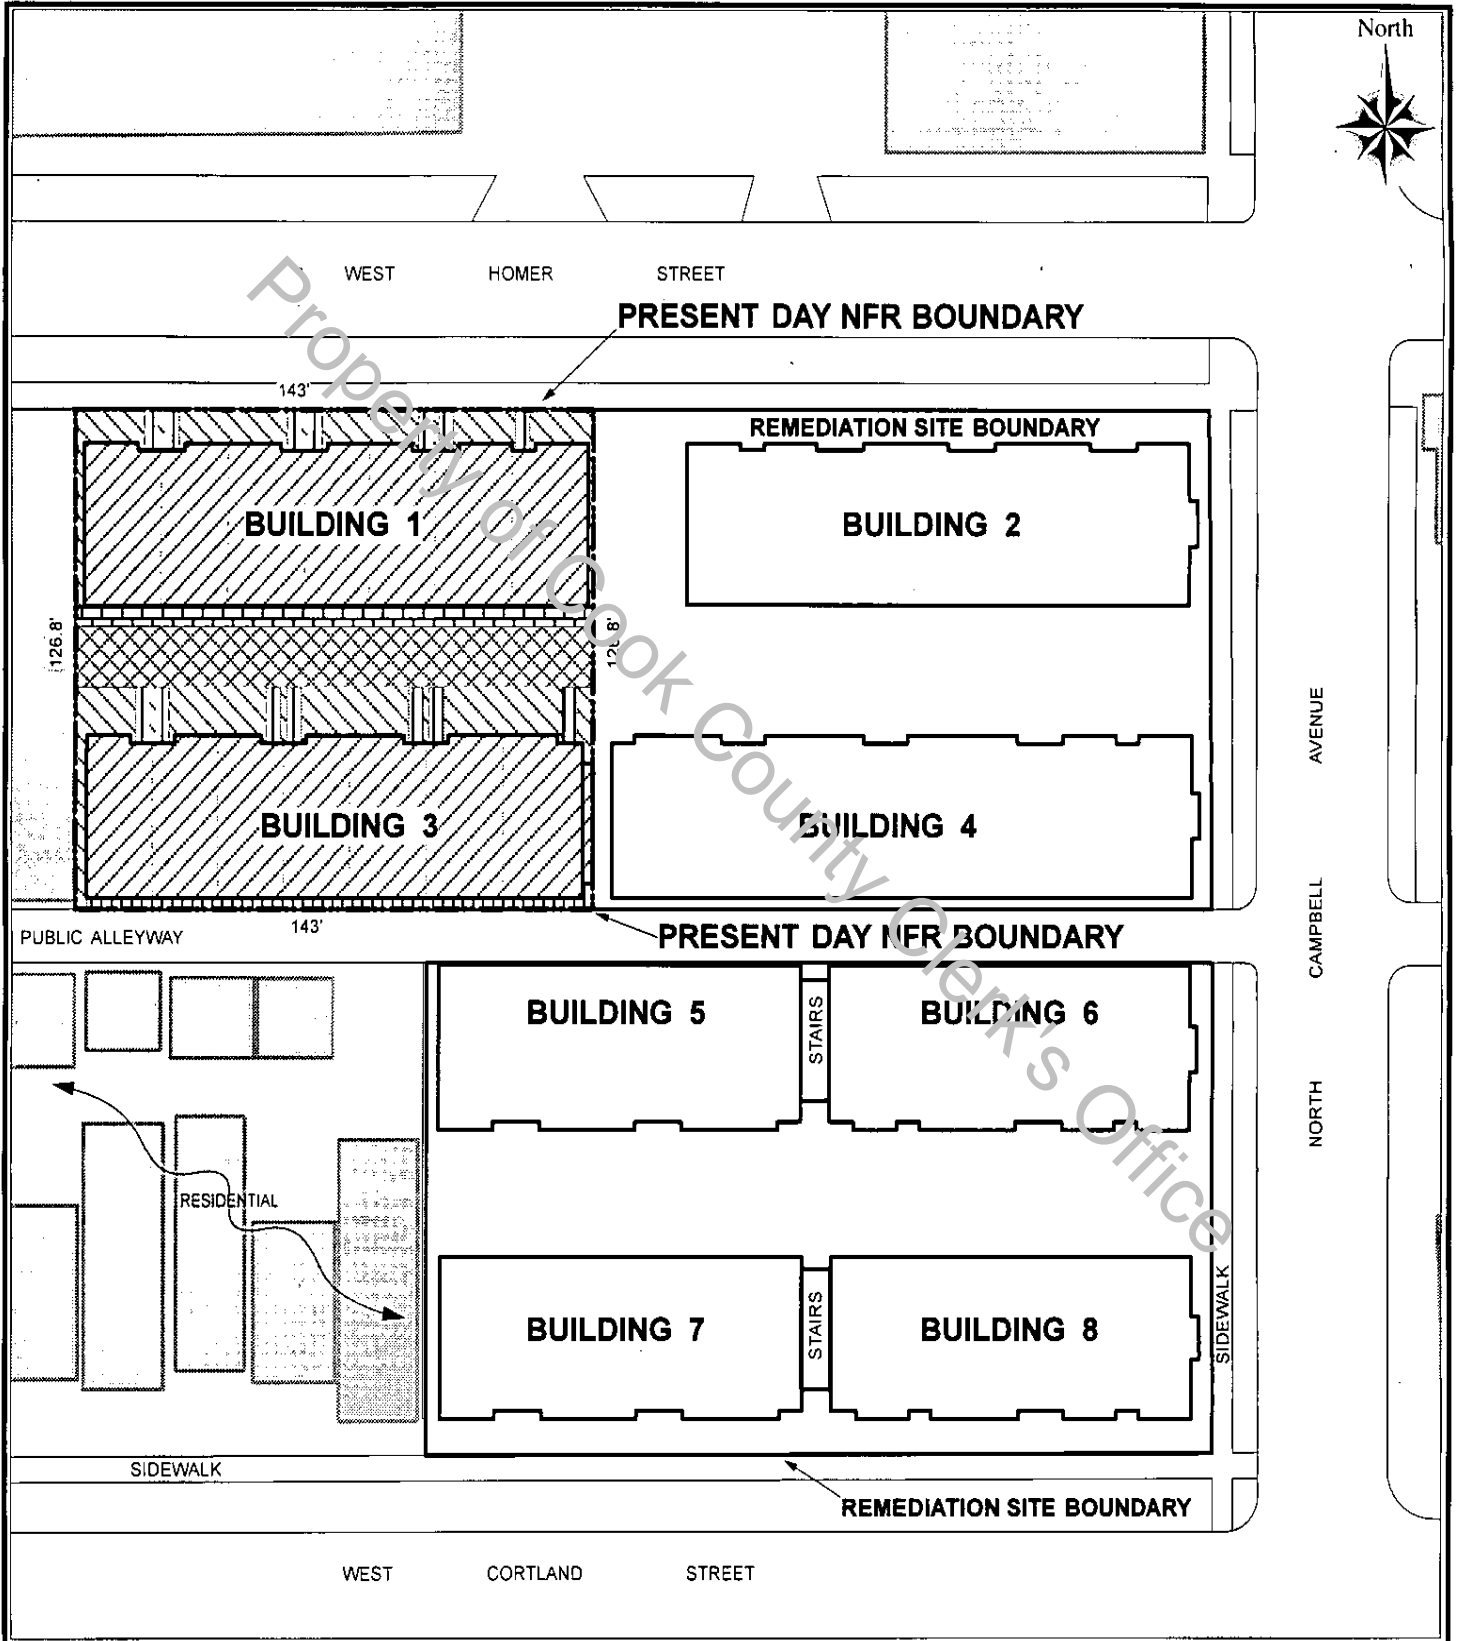 North
WEST HOMER STREET
PRESENT DAY NFR BOUNDARY
143'
REMEDIATION SITE BOUNDARY
BUILDING 1
BUILDING 2
126.8'
126.8'
BUILDING 3
BUILDING 4
143'
PUBLIC ALLEYWAY
PRESENT DAY NFR BOUNDARY
NORTH CAMPBELL AVENUE
BUILDING 5
STAIRS
BUILDING 6
RESIDENTIAL
BUILDING 7
STAIRS
BUILDING 8
SIDEWALK
SIDEWALK
REMEDIATION SITE BOUNDARY
WEST CORTLAND STREET
Property of Cook County Clerk's Office